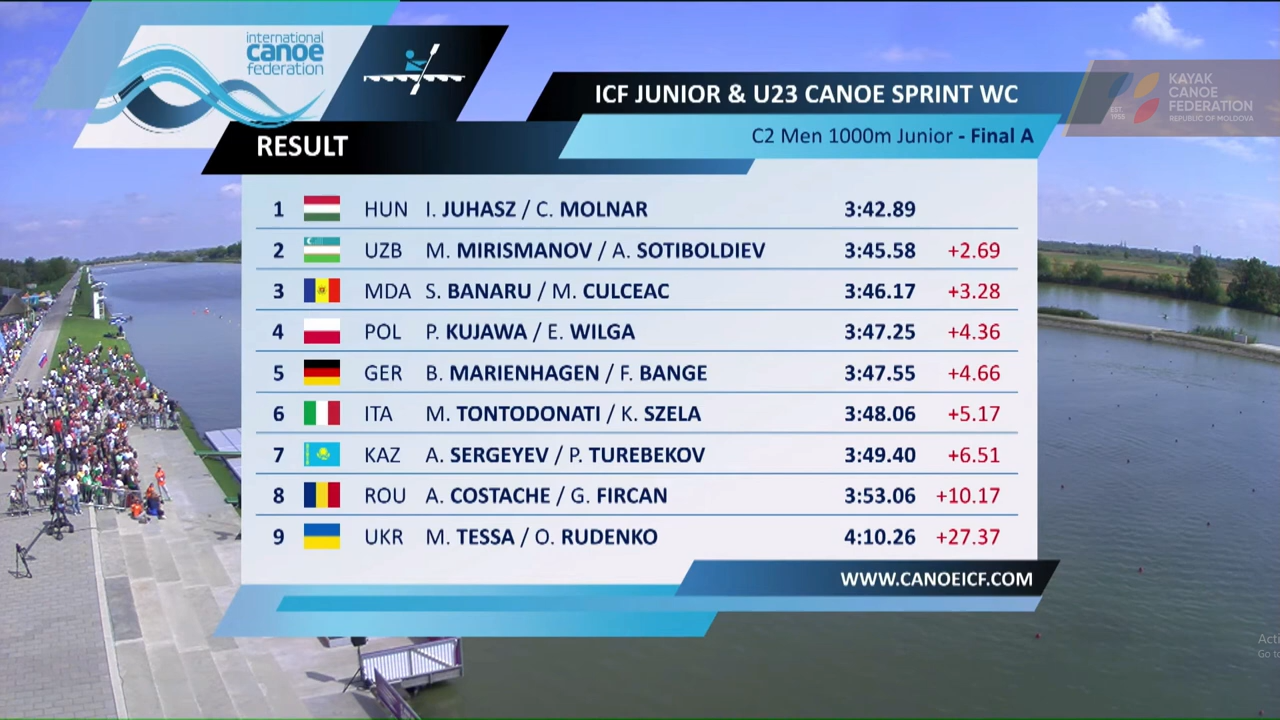 international
canoe
federation
ICF JUNIOR & U23 CANOE SPRINT WC
KAYAK
CANOE
FEDERATION
REPUBLIC OF MOLDOVA
EST.
1955
C2 Men 1000m Junior - Final A
RESULT
1 HUN I. JUHASZ / C. MOLNAR 3:42.89
2 UZB M. MIRISMANOV / A. SOTIBOLDIEV 3:45.58 +2.69
3 MDA S. BANARU / M. CULCEAC 3:46.17 +3.28
4 POL P. KUJAWA / E. WILGA 3:47.25 +4.36
5 GER B. MARIENHAGEN / F. BANGE 3:47.55 +4.66
6 ITA M. TONTODONATI / K. SZELA 3:48.06 +5.17
7 KAZ A. SERGEYEV / P. TUREBEKOV 3:49.40 +6.51
8 ROU A. COSTACHE / G. FIRCAN 3:53.06 +10.17
9 UKR M. TESSA / O. RUDENKO 4:10.26 +27.37
WWW.CANOEICF.COM
Acti
Go to